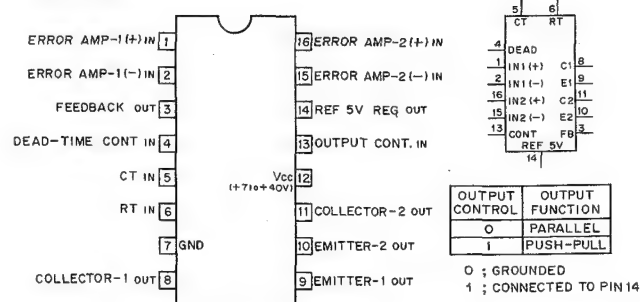 ERROR AMP-1(+) IN 1
ERROR AMP-1(-) IN 2
FEEDBACK OUT 3
DEAD-TIME CONT IN 4
CT IN 5
RT IN 6
7 GND
COLLECTOR-1 OUT 8
16 ERROR AMP-2(+) IN
15 ERROR AMP-2(-) IN
14 REF 5V REG OUT
13 OUTPUT CONT. IN
Vcc 12
(+7 TO +40V)
11 COLLECTOR-2 OUT
10 EMITTER-2 OUT
9 EMITTER-1 OUT
5 6
CT RT
4 DEAD
1 IN1(+) C1 8
2 IN1(-) E1 9
16 IN2(+) C2 11
15 IN2(-) E2 10
13 CONT FB 3
REF 5V
14
OUTPUT CONTROL OUTPUT FUNCTION
0 PARALLEL
1 PUSH-PULL
0 ; GROUNDED
1 ; CONNECTED TO PIN 14